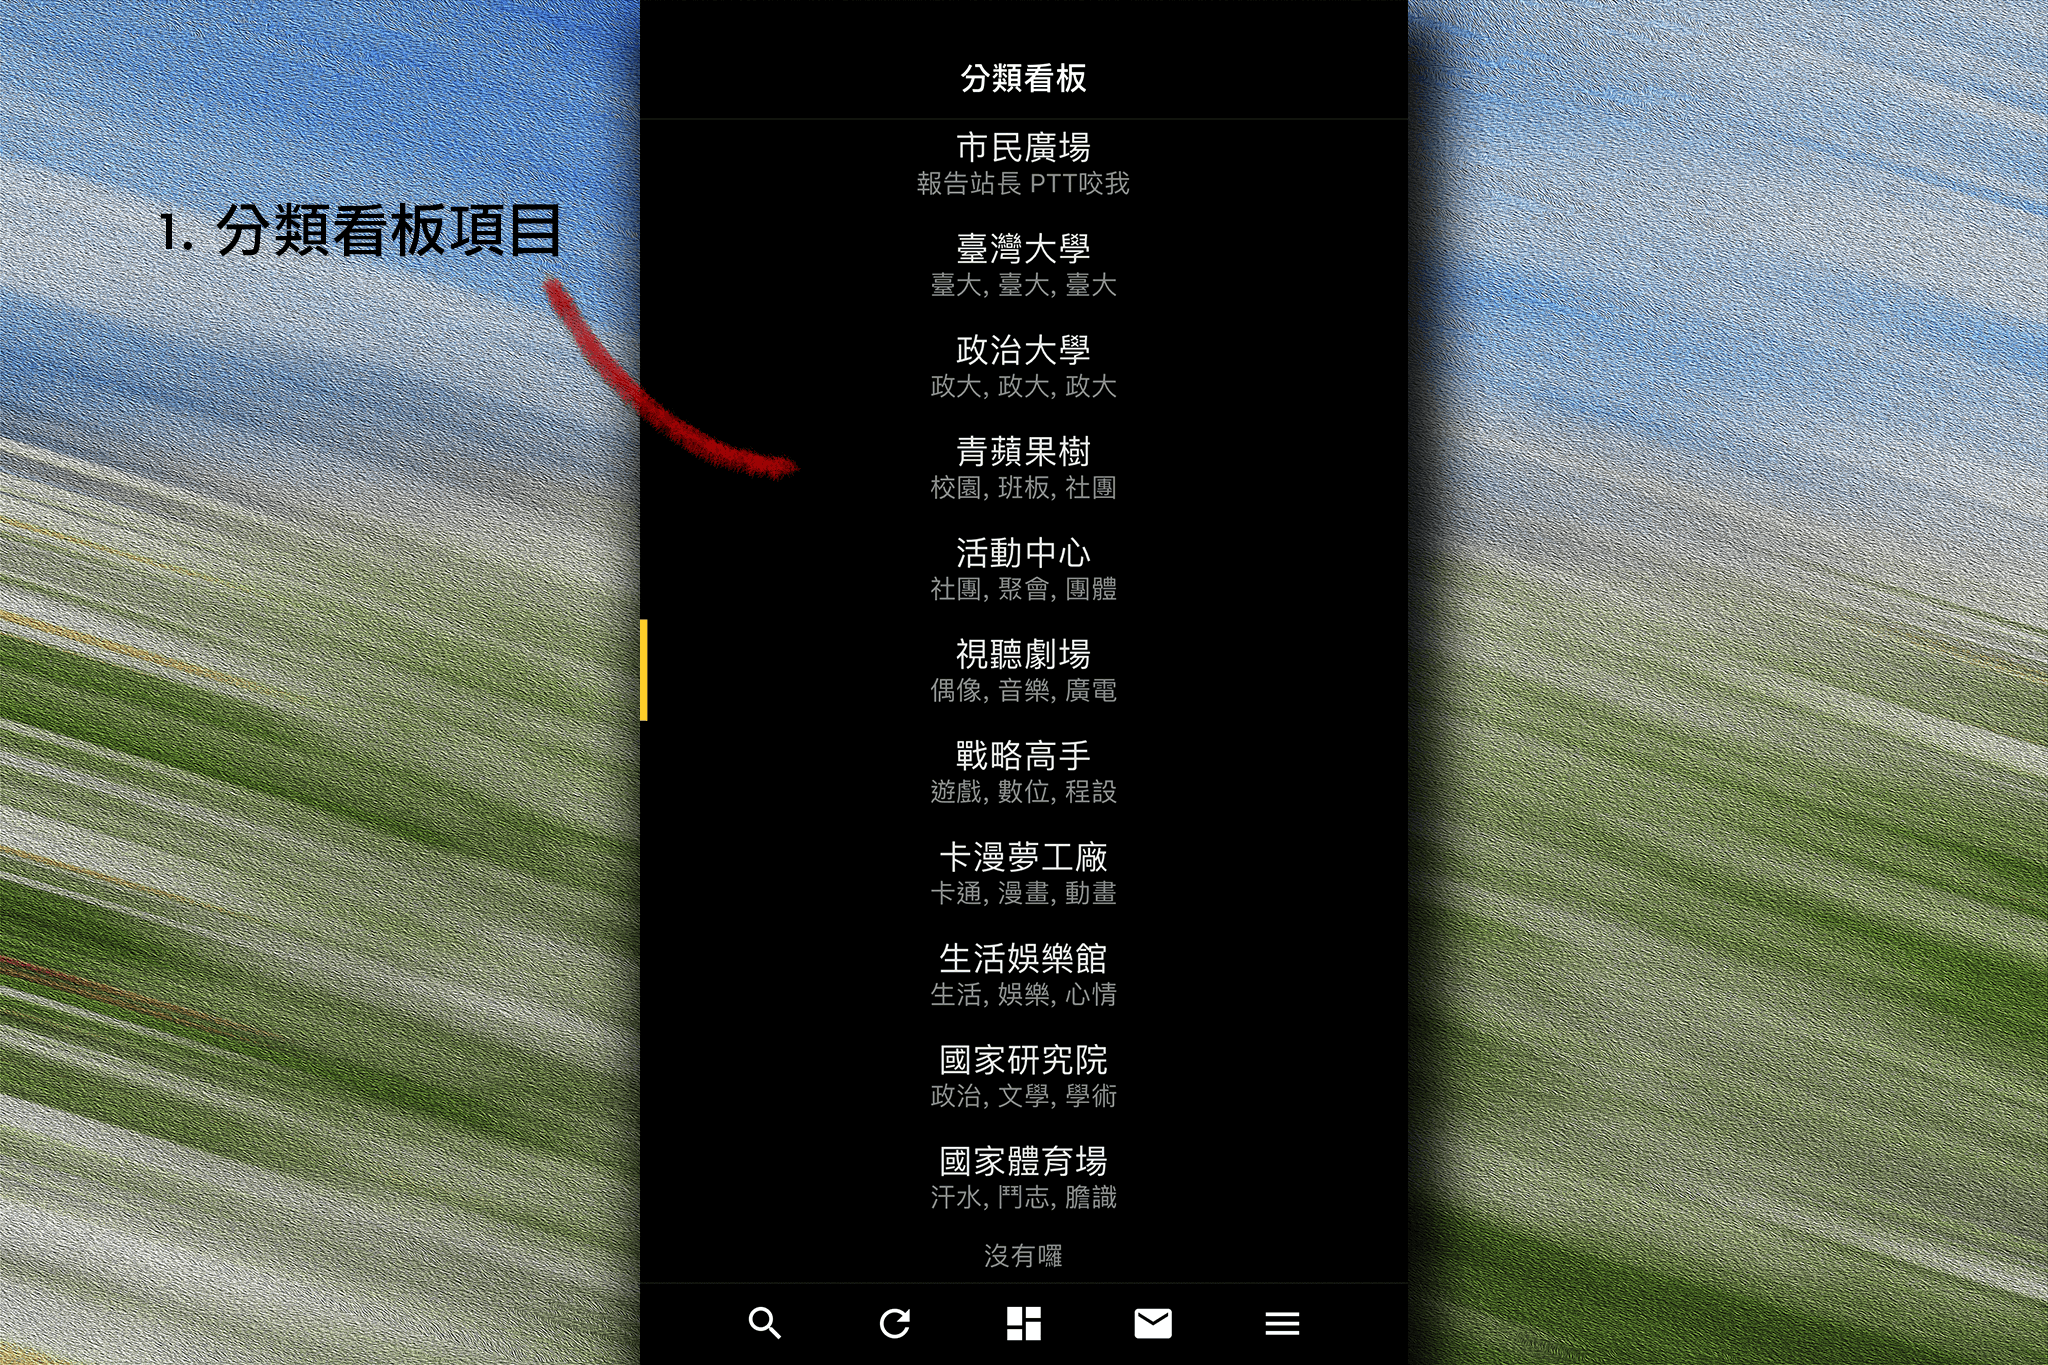 分類看板
1. 分類看板項目
市民廣場
報告站長 PTT咬我
臺灣大學
臺大, 臺大, 臺大
政治大學
政大, 政大, 政大
青蘋果樹
校園, 班板, 社團
活動中心
社團, 聚會, 團體
視聽劇場
偶像, 音樂, 廣電
戰略高手
遊戲, 數位, 程設
卡漫夢工廠
卡通, 漫畫, 動畫
生活娛樂館
生活, 娛樂, 心情
國家研究院
政治, 文學, 學術
國家體育場
汗水, 鬥志, 膽識
沒有囉